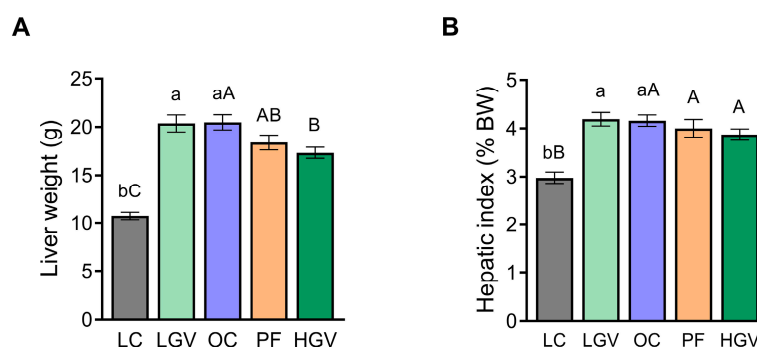 A
Liver weight (g)
25
20
15
10
5
0
bC
a
aA
AB
B
LC LGV OC PF HGV
B
Hepatic index (% BW)
5
4
3
2
1
0
bB
a
aA
A
A
LC LGV OC PF HGV